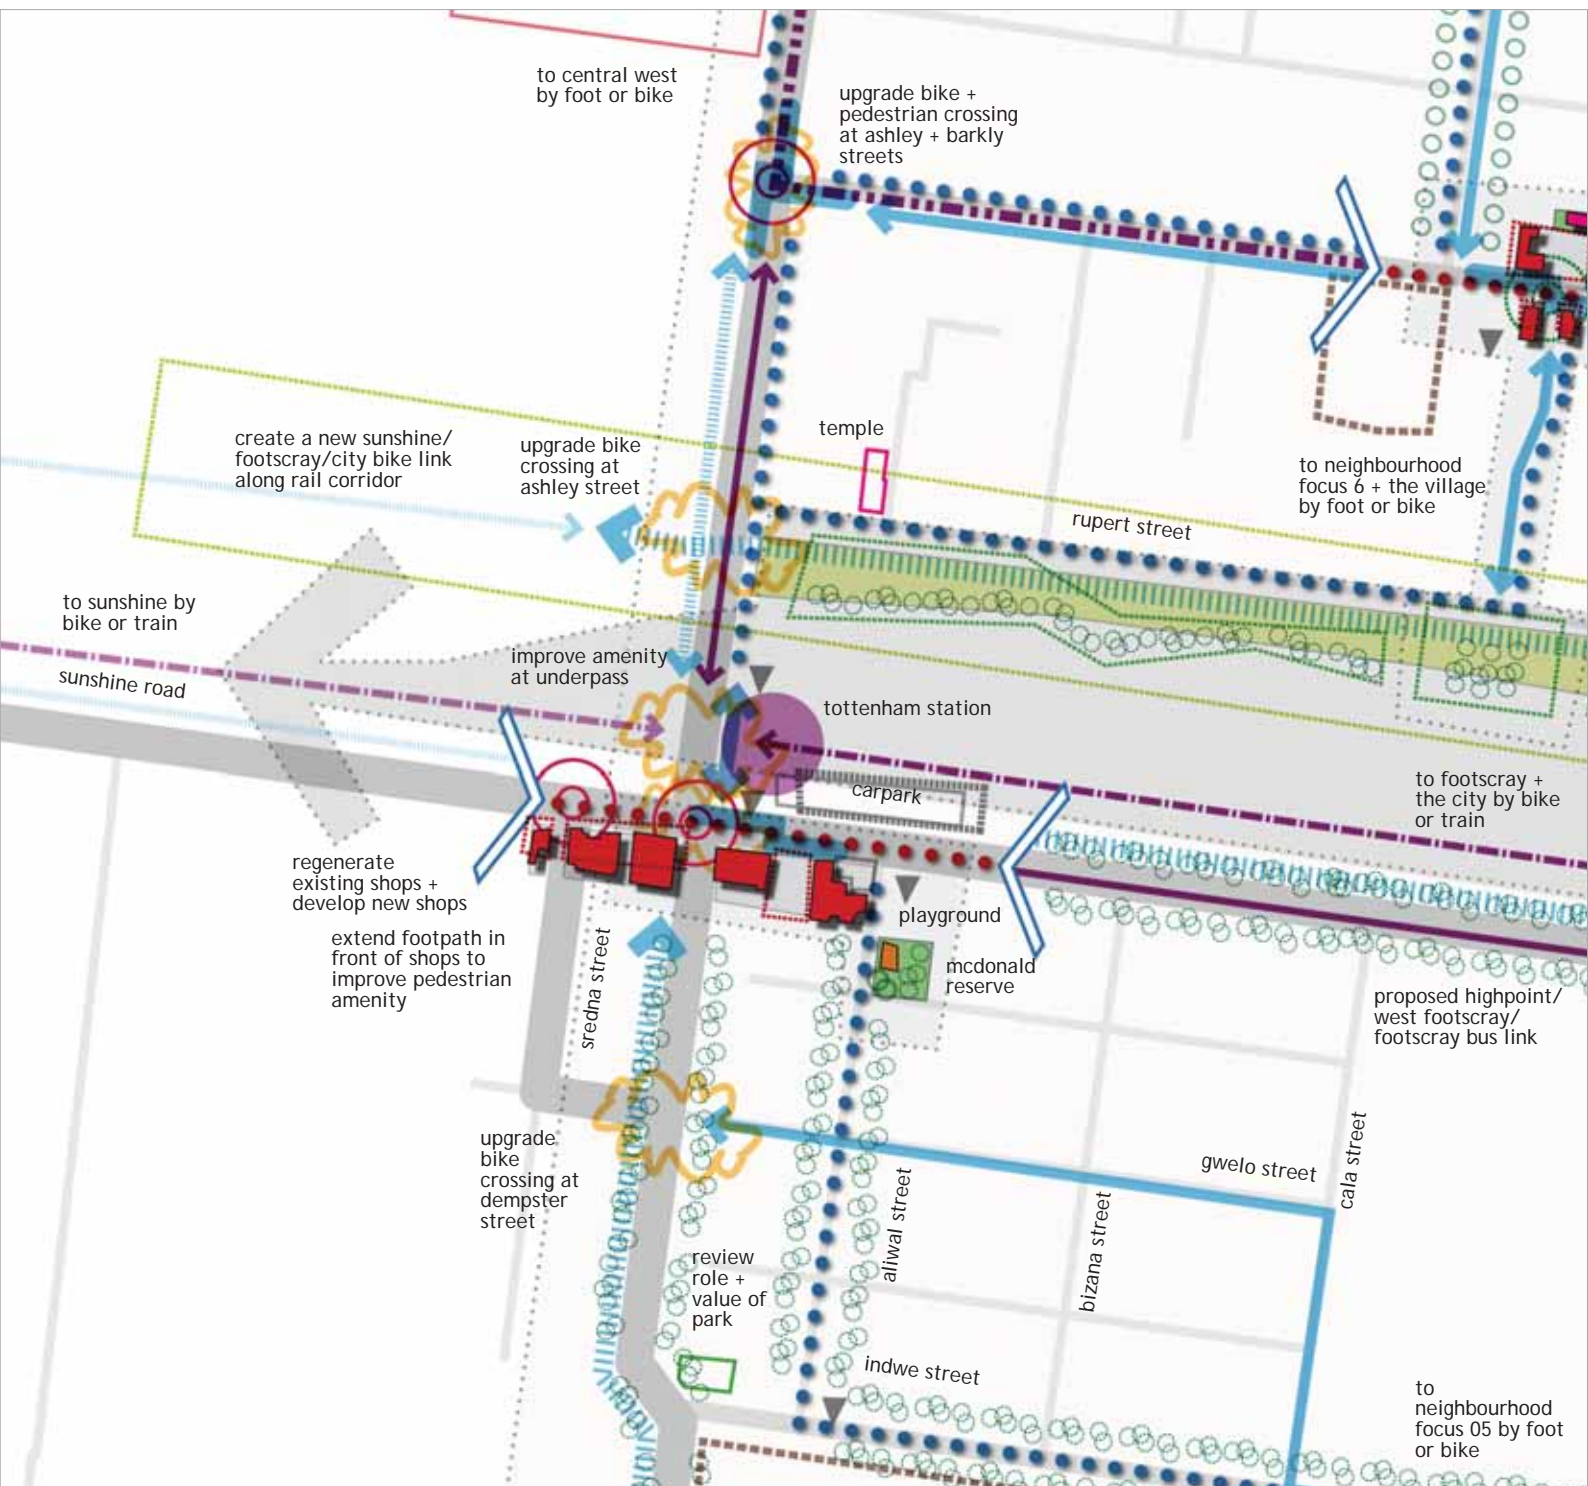 to central west
by foot or bike
upgrade bike +
pedestrian crossing
at ashley + barkly
streets
temple
create a new sunshine/
footscray/city bike link
along rail corridor
upgrade bike
crossing at
ashley street
to neighbourhood
focus 6 + the village
by foot or bike
rupert street
to sunshine by
bike or train
sunshine road
improve amenity
at underpass
tottenham station
carpark
to footscray +
the city by bike
or train
regenerate
existing shops +
develop new shops
extend footpath in
front of shops to
improve pedestrian
amenity
sredna street
playground
mcdonald
reserve
proposed highpoint/
west footscray/
footscray bus link
upgrade
bike
crossing at
dempster
street
gwelo street
cala street
aliwal street
bizana street
review
role +
value of
park
indwe street
to
neighbourhood
focus 05 by foot
or bike